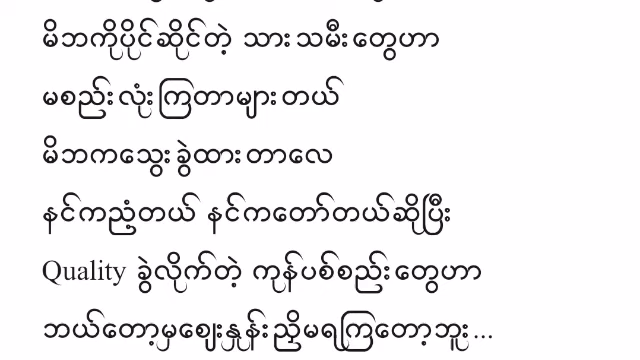 မိဘကိုပိုင်ဆိုင်တဲ့ သားသမီးတွေဟာ
မစည်းလုံးကြတာများတယ်
မိဘကသွေးခွဲထားတာလေ
နင်ကညံ့တယ် နင်ကတော်တယ်ဆိုပြီး
Quality ခွဲလိုက်တဲ့ ကုန်ပစ်စည်းတွေဟာ
ဘယ်တော့မှဈေးနှုန်းညှိမရကြတော့ဘူး...